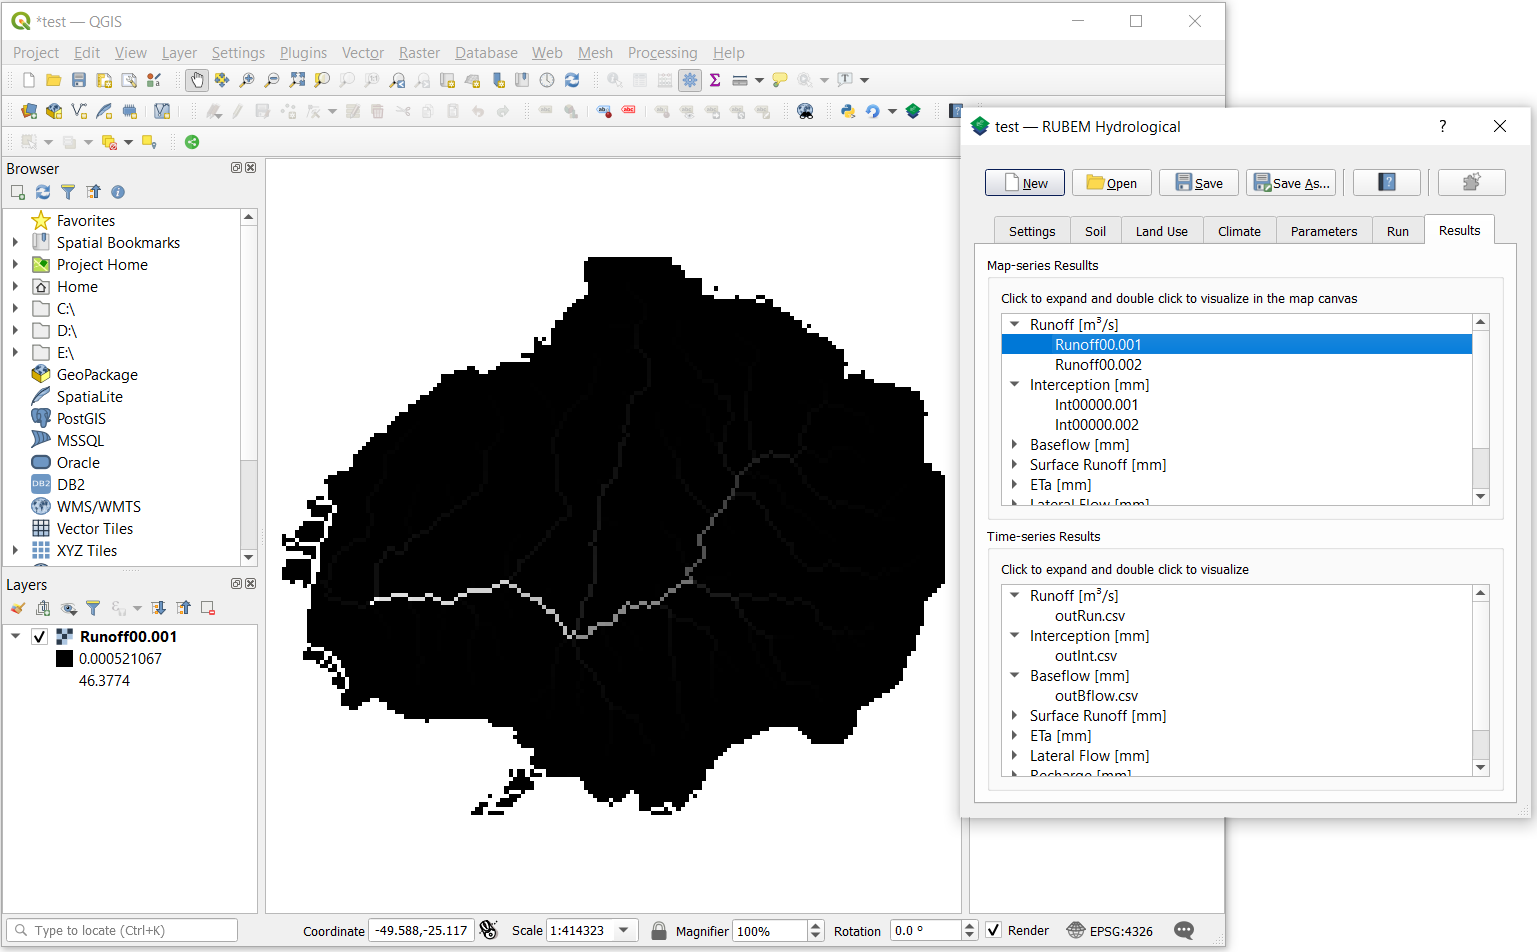 *test — QGIS
Project Edit View Layer Settings Plugins Vector Raster Database Web Mesh Processing Help
Browser
Favorites
Spatial Bookmarks
Project Home
Home
C:\
D:\
E:\
GeoPackage
SpatiaLite
PostGIS
MSSQL
Oracle
DB2 DB2
WMS/WMTS
Vector Tiles
XYZ Tiles
Layers
Runoff00.001
0.000521067
46.3774
test — RUBEM Hydrological
?
New Open Save Save As...
Settings Soil Land Use Climate Parameters Run Results
Map-series Resullts
Click to expand and double click to visualize in the map canvas
Runoff [m³/s]
Runoff00.001
Runoff00.002
Interception [mm]
Int00000.001
Int00000.002
Baseflow [mm]
Surface Runoff [mm]
ETa [mm]
Lateral Flow [mm]
Time-series Results
Click to expand and double click to visualize
Runoff [m³/s]
outRun.csv
Interception [mm]
outInt.csv
Baseflow [mm]
outBflow.csv
Surface Runoff [mm]
ETa [mm]
Lateral Flow [mm]
Recharge [mm]
Type to locate (Ctrl+K) Coordinate -49.588,-25.117 Scale 1:414323 Magnifier 100% Rotation 0.0 ° Render EPSG:4326